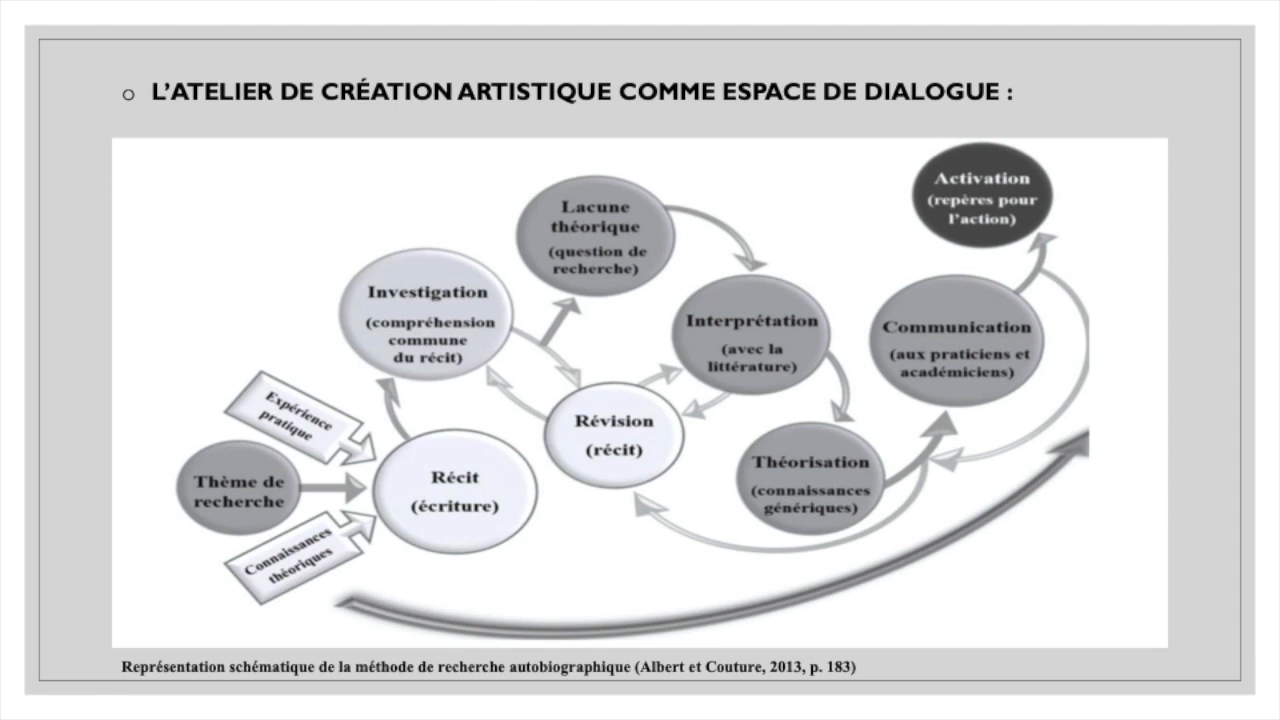 o L'ATELIER DE CRÉATION ARTISTIQUE COMME ESPACE DE DIALOGUE :
Activation
(repères pour
l'action)
Lacune
théorique
(question de
recherche)
Investigation
(compréhension
commune
du récit)
Interprétation
(avec la
littérature)
Communication
(aux praticiens et
académiciens)
Expérience
pratique
Révision
(récit)
Thème de
recherche
Récit
(écriture)
Théorisation
(connaissances
génériques)
Connaissances
théoriques
Représentation schématique de la méthode de recherche autobiographique (Albert et Couture, 2013, p. 183)